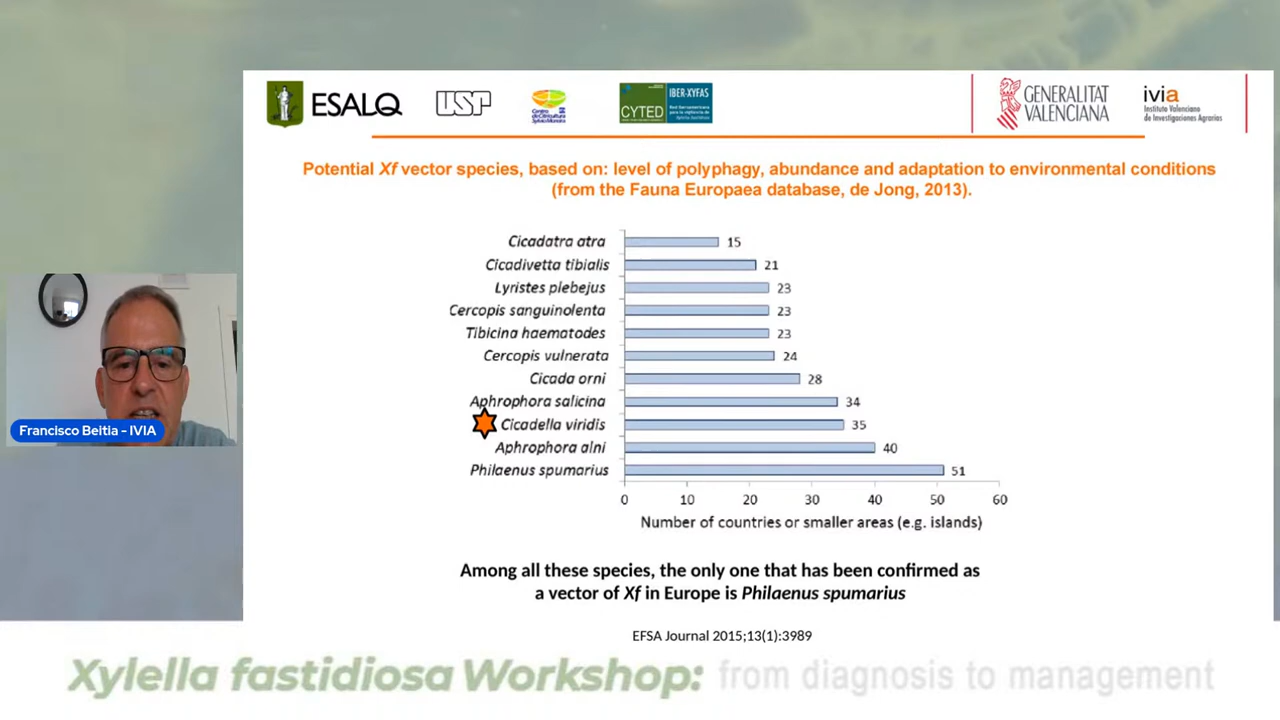 ESALQ
USP
Centro
de Citricultura
Sylvio Moreira
CYTED
IBER-XYFAS
GENERALITAT
VALENCIANA
ivia
Instituto Valenciano
de Investigaciones Agrarias
Potential Xf vector species, based on: level of polyphagy, abundance and adaptation to environmental conditions
(from the Fauna Europaea database, de Jong, 2013).
Cicadatra atra 15
Cicadivetta tibialis 21
Lyristes plebejus 23
Cercopis sanguinolenta 23
Tibicina haematodes 23
Cercopis vulnerata 24
Cicada orni 28
Aphrophora salicina 34
Cicadella viridis 35
Aphrophora alni 40
Philaenus spumarius 51
0 10 20 30 40 50 60
Number of countries or smaller areas (e.g. islands)
Francisco Beitia - IVIA
Among all these species, the only one that has been confirmed as
a vector of Xf in Europe is Philaenus spumarius
EFSA Journal 2015;13(1):3989
Xylella fastidiosa Workshop: from diagnosis to management